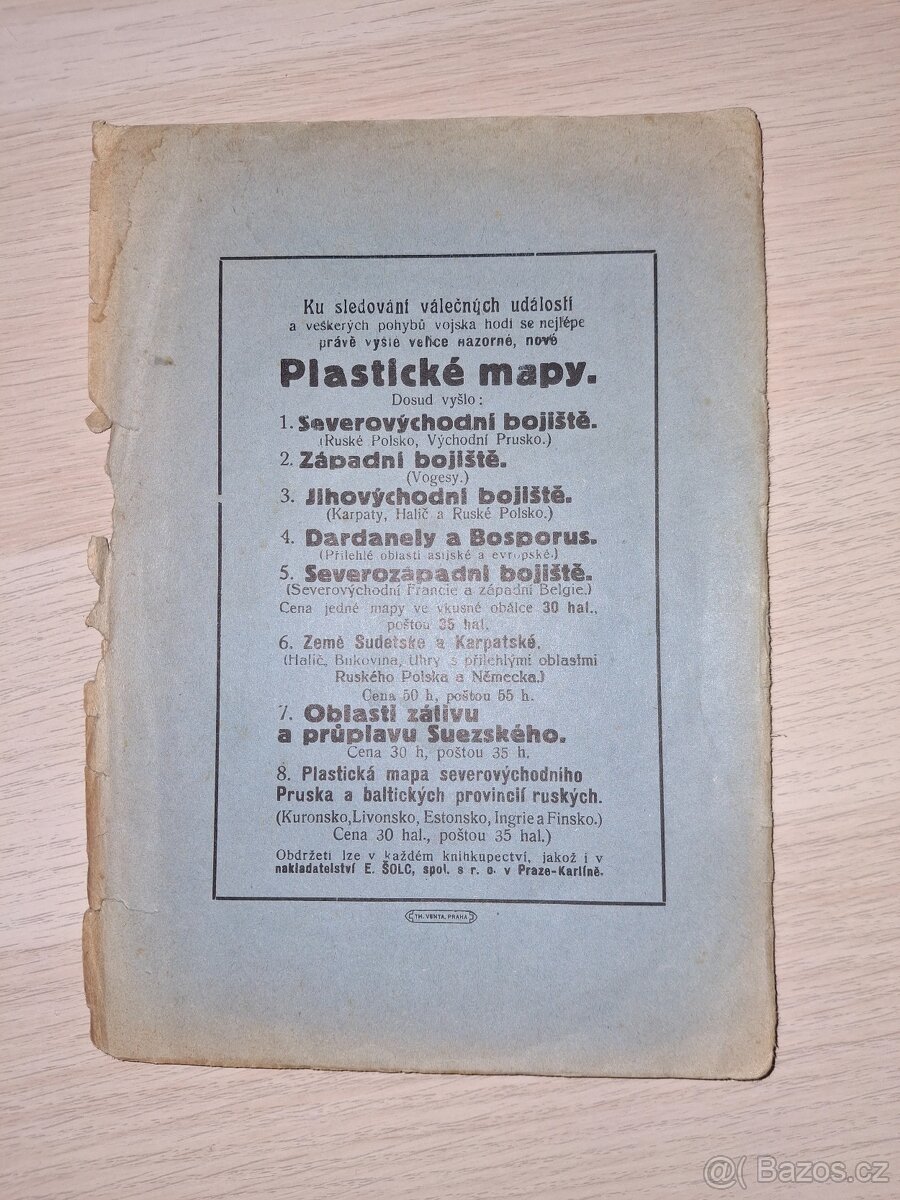 Ku sledování válečných událostí
a veškerých pohybů vojska hodí se nejlépe
právě vyšlé velice názorné, nové
Plastické mapy.
Dosud vyšlo:
1. Severovýchodní bojiště.
(Ruské Polsko, Východní Prusko.)
2. Západní bojiště.
(Vogesy.)
3. Jihovýchodní bojiště.
(Karpaty, Halič a Ruské Polsko.)
4. Dardanely a Bosporus.
(Přilehlé oblasti asijské a evropské.)
5. Severozápadní bojiště.
(Severovýchodní Francie a západní Belgie.)
Cena jedné mapy ve vkusné obálce 30 hal.,
poštou 35 hal.
6. Země Sudetské a Karpatské.
(Halič, Bukovina, Uhry s přilehlými oblastmi
Ruského Polska a Německa.)
Cena 50 h, poštou 55 h.
7. Oblasti zálivu
a průplavu Suezského.
Cena 30 h, poštou 35 h.
8. Plastická mapa severovýchodního
Pruska a baltických provincií ruských.
(Kuronsko, Livonsko, Estonsko, Ingrie a Finsko.)
Cena 30 hal., poštou 35 hal.)
Obdržeti lze v každém knihkupectví, jakož i v
nakladatelství E. ŠOLC, spol. s r. o. v Praze-Karlíně.
TH. VENTA, PRAHA
@( Bazos.cz